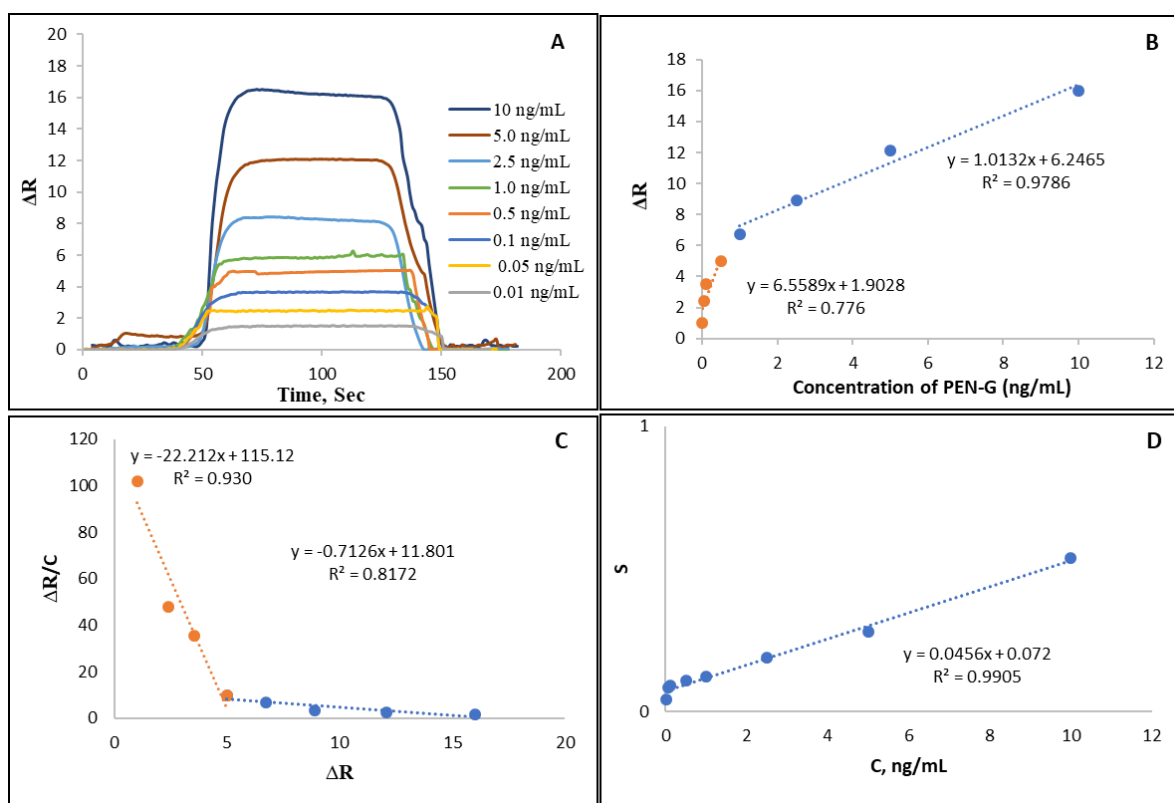 A
ΔR
18
16
14
12
10
8
6
4
2
0
0
50
100
150
200
Time, Sec
10 ng/mL
5.0 ng/mL
2.5 ng/mL
1.0 ng/mL
0.5 ng/mL
0.1 ng/mL
0.05 ng/mL
0.01 ng/mL
B
ΔR
18
16
14
12
10
8
6
4
2
0
y = 1.0132x + 6.2465
R² = 0.9786
y = 6.5589x + 1.9028
R² = 0.776
0
2
4
6
8
10
12
Concentration of PEN-G (ng/mL)
C
ΔR/C
120
100
80
60
40
20
0
y = -22.212x + 115.12
R² = 0.930
y = -0.7126x + 11.801
R² = 0.8172
0
5
10
15
20
ΔR
D
S
1
0
y = 0.0456x + 0.072
R² = 0.9905
0
2
4
6
8
10
12
C, ng/mL